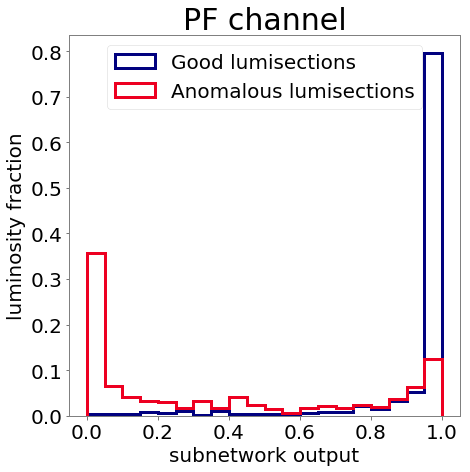 PF channel
Good lumisections
Anomalous lumisections
luminosity fraction
0.8
0.7
0.6
0.5
0.4
0.3
0.2
0.1
0.0
0.0 0.2 0.4 0.6 0.8 1.0
subnetwork output